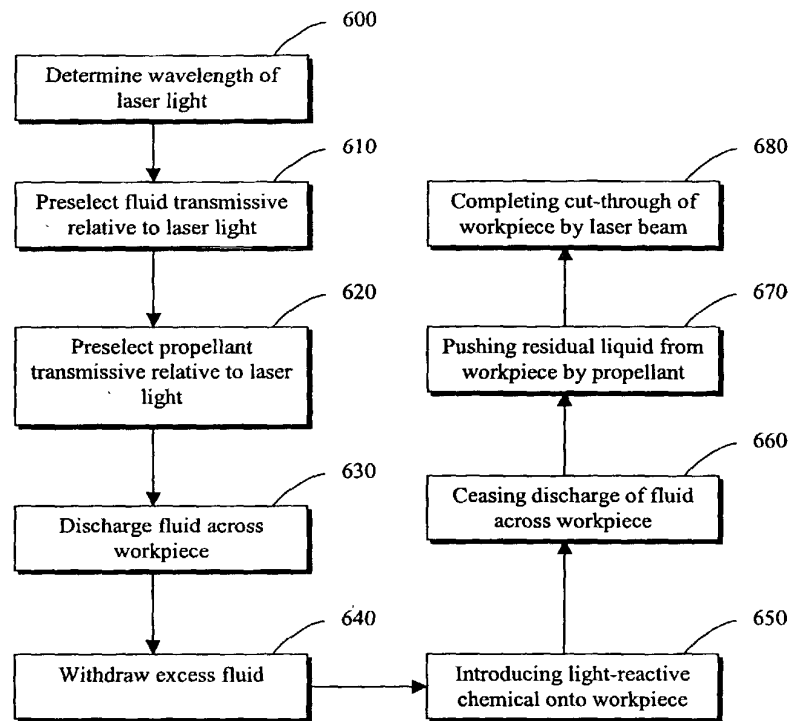 600
Determine wavelength of
laser light
610
Preselect fluid transmissive
relative to laser light
620
Preselect propellant
transmissive relative to laser
light
630
Discharge fluid across
workpiece
640
Withdraw excess fluid
650
Introducing light-reactive
chemical onto workpiece
660
Ceasing discharge of fluid
across workpiece
670
Pushing residual liquid from
workpiece by propellant
680
Completing cut-through of
workpiece by laser beam